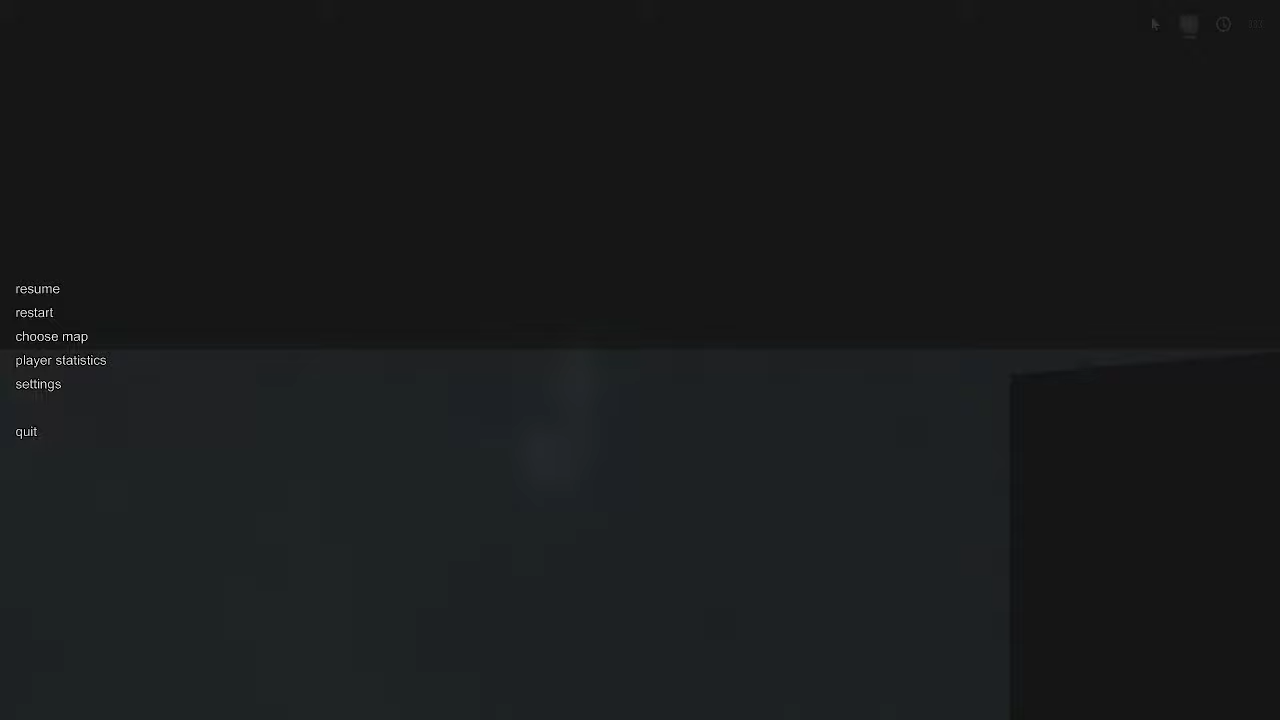 resume
restart
choose map
player statistics
settings
quit